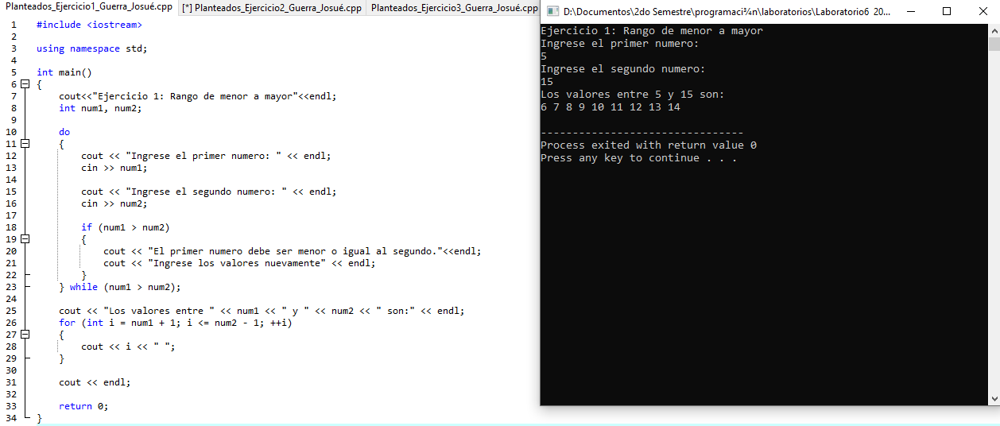 Planteados_Ejercicio1_Guerra_Josué.cpp [*] Planteados_Ejercicio2_Guerra_Josué.cpp Planteados_Ejercicio3_Guerra_Josué.cpp
1 #include <iostream>
2
3 using namespace std;
4
5 int main()
6 {
7 cout<<"Ejercicio 1: Rango de menor a mayor"<<endl;
8 int num1, num2;
9
10 do
11 {
12 cout << "Ingrese el primer numero: " << endl;
13 cin >> num1;
14
15 cout << "Ingrese el segundo numero: " << endl;
16 cin >> num2;
17
18 if (num1 > num2)
19 {
20 cout << "El primer numero debe ser menor o igual al segundo."<<endl;
21 cout << "Ingrese los valores nuevamente" << endl;
22 }
23 } while (num1 > num2);
24
25 cout << "Los valores entre " << num1 << " y " << num2 << " son:" << endl;
26 for (int i = num1 + 1; i <= num2 - 1; ++i)
27 {
28 cout << i << " ";
29 }
30
31 cout << endl;
32
33 return 0;
34 }
D:\Documentos\2do Semestre\programaci¾n\laboratorios\Laboratorio6 20...
Ejercicio 1: Rango de menor a mayor
Ingrese el primer numero:
5
Ingrese el segundo numero:
15
Los valores entre 5 y 15 son:
6 7 8 9 10 11 12 13 14
--------------------------------
Process exited with return value 0
Press any key to continue . . .